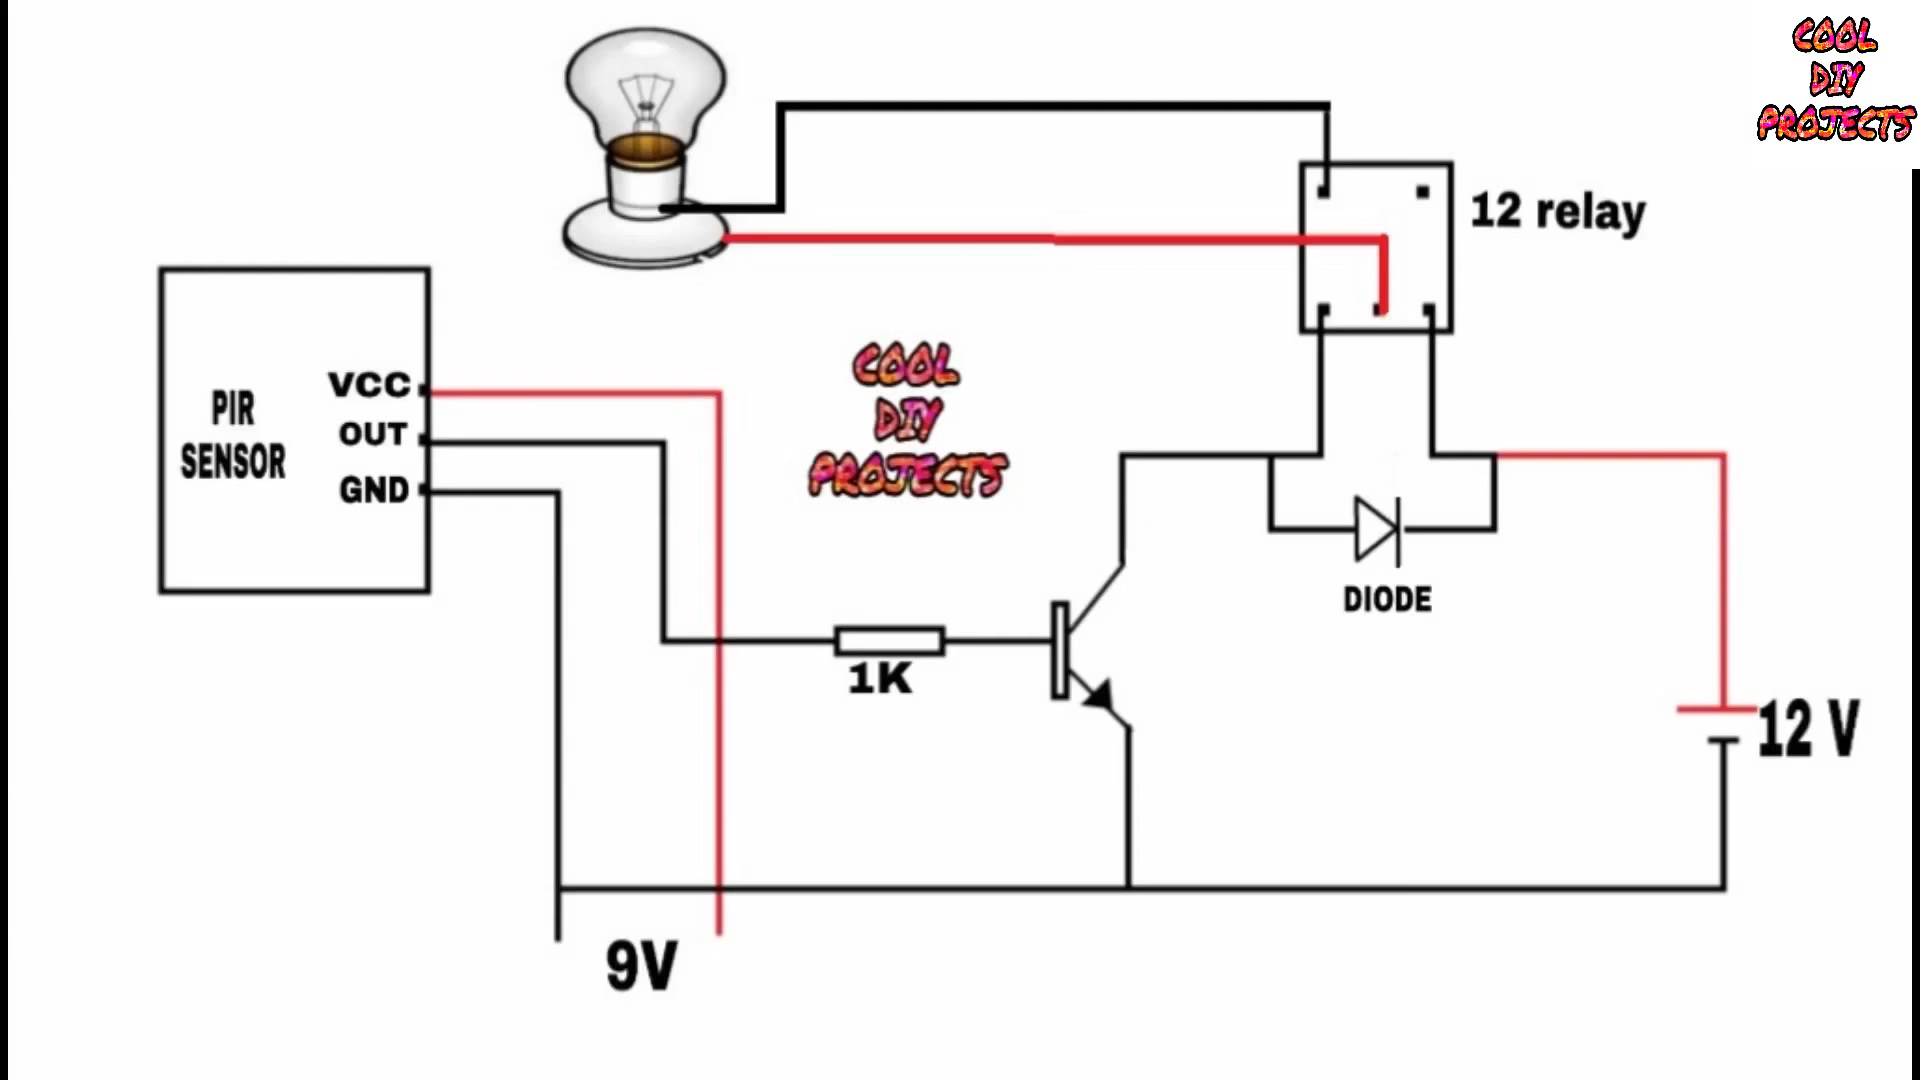 COOL
DIY
PROJECTS
12 relay
COOL
DIY
PROJECTS
PIR
SENSOR
VCC
OUT
GND
DIODE
1K
12 V
9V